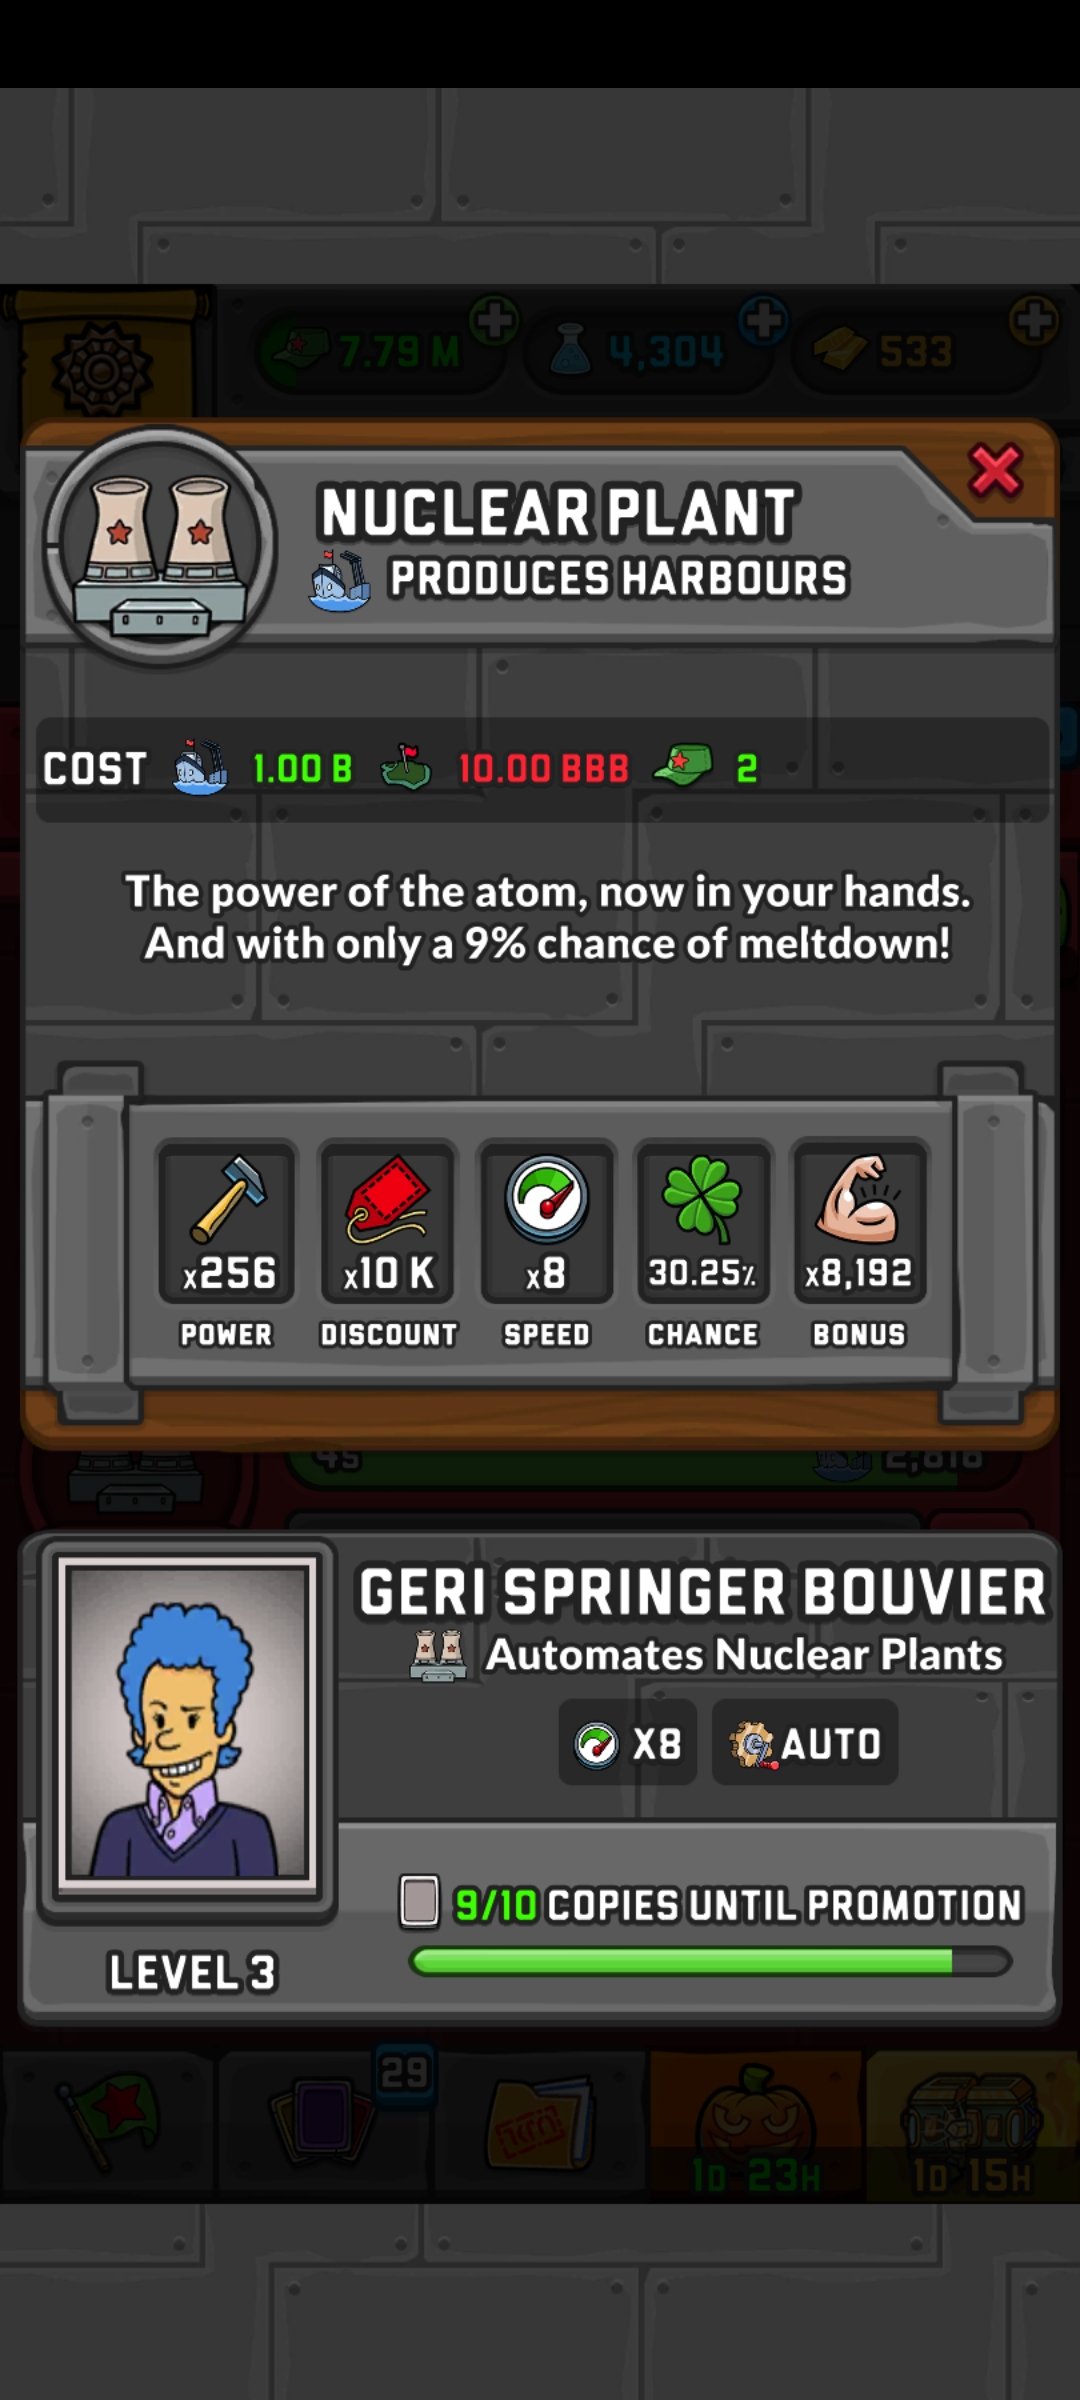 7.79 M
4,304
533
NUCLEAR PLANT
PRODUCES HARBOURS
COST 1.00 B 10.00 BBB 2
The power of the atom, now in your hands.
And with only a 9% chance of meltdown!
x256 x10 K x8 30.25% x8,192
POWER DISCOUNT SPEED CHANCE BONUS
4S 2,816
GERI SPRINGER BOUVIER
Automates Nuclear Plants
X8 AUTO
9/10 COPIES UNTIL PROMOTION
LEVEL 3
29
1D 23H 1D 15H